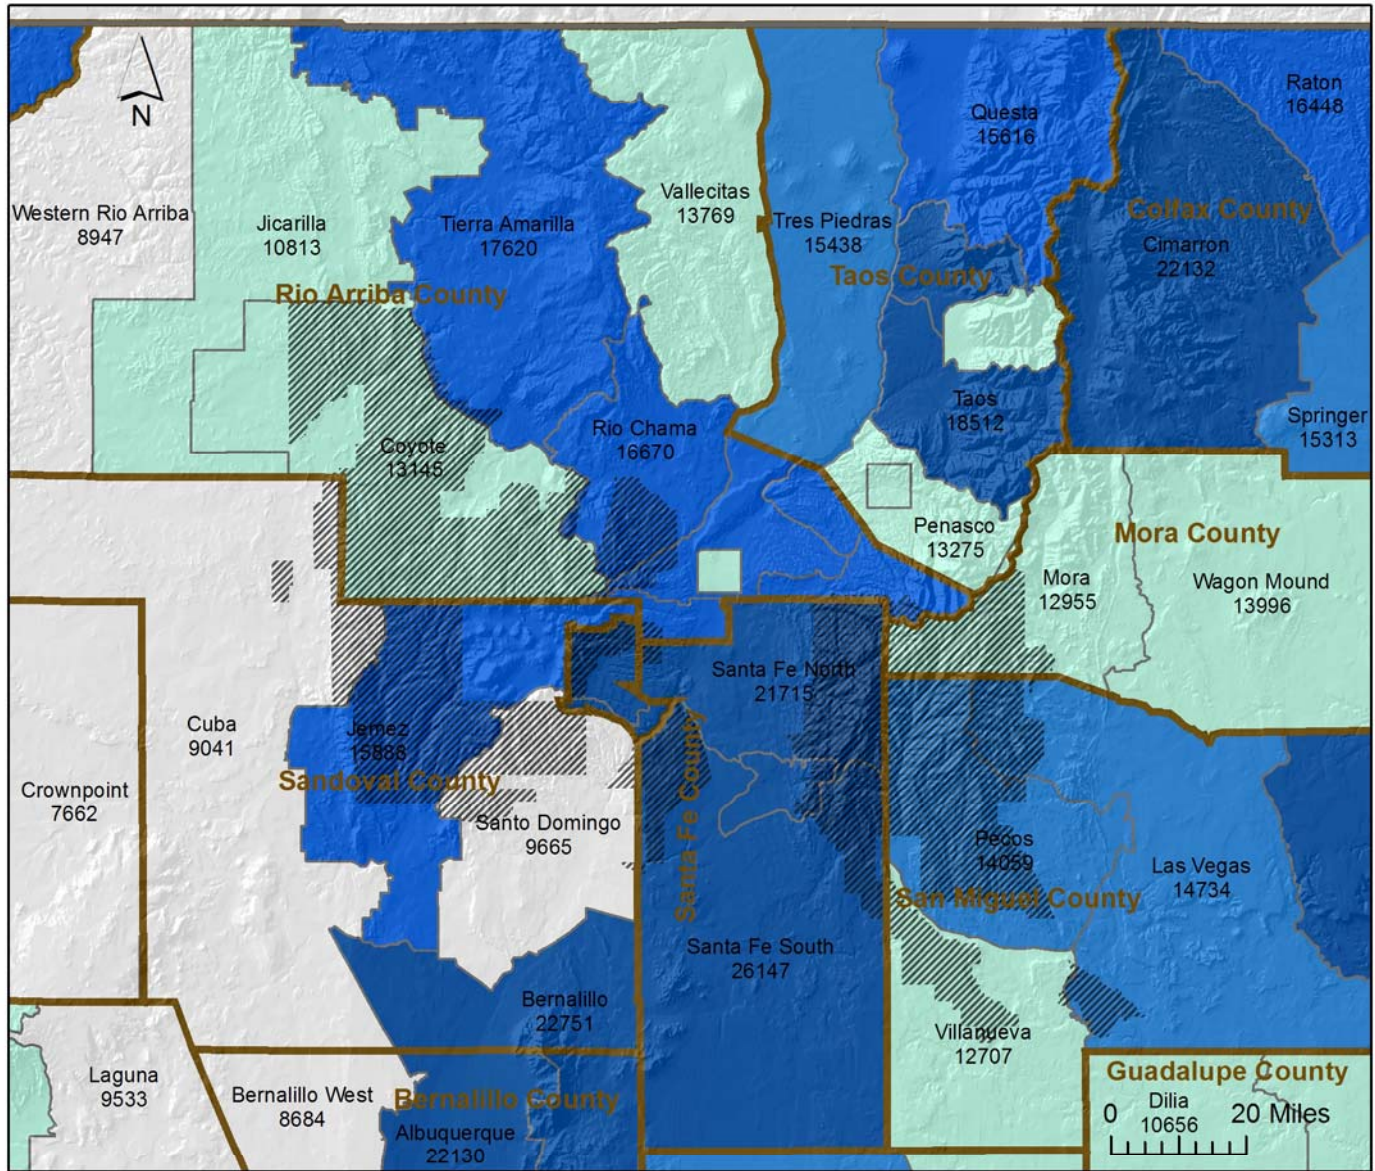 N
Raton
16448
Questa
15616
Vallecitas
13769
Western Rio Arriba
8947
Jicarilla
10813
Tierra Amarilla
17620
Tres Piedras
15438
Colfax County
Cimarron
22132
Taos County
Rio Arriba County
Taos
18512
Springer
15313
Rio Chama
16670
Coyote
13145
Penasco
13275
Mora County
Mora
12955
Wagon Mound
13996
Santa Fe North
21715
Cuba
9041
Jemez
15888
Sandoval County
Crownpoint
7662
Santo Domingo
9665
Santa Fe County
Pecos
14059
Las Vegas
14734
San Miguel County
Santa Fe South
26147
Bernalillo
22751
Villanueva
12707
Laguna
9533
Bernalillo West
8684
Bernalillo County
Albuquerque
22130
Guadalupe County
Dilia
10656
0 20 Miles